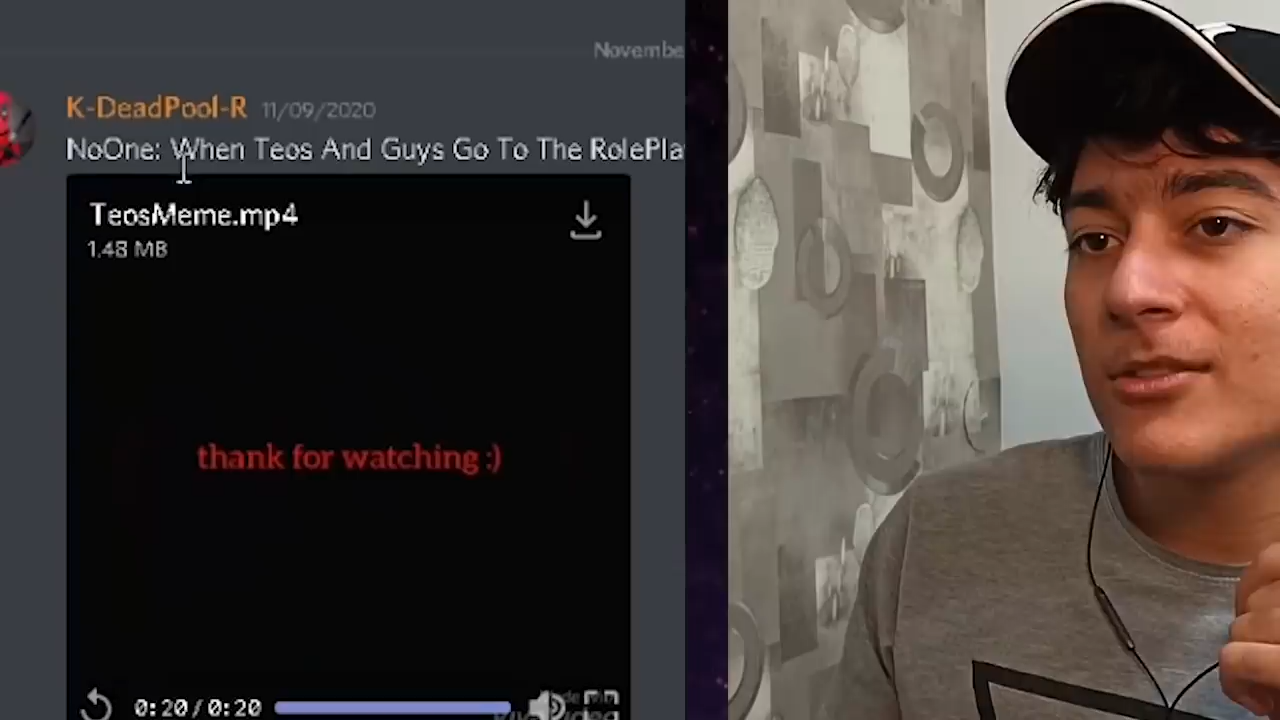 November
K-DeadPool-R 11/09/2020
NoOne: When Teos And Guys Go To The RolePla
TeosMeme.mp4
1.48 MB
thank for watching :)
0:20 / 0:20